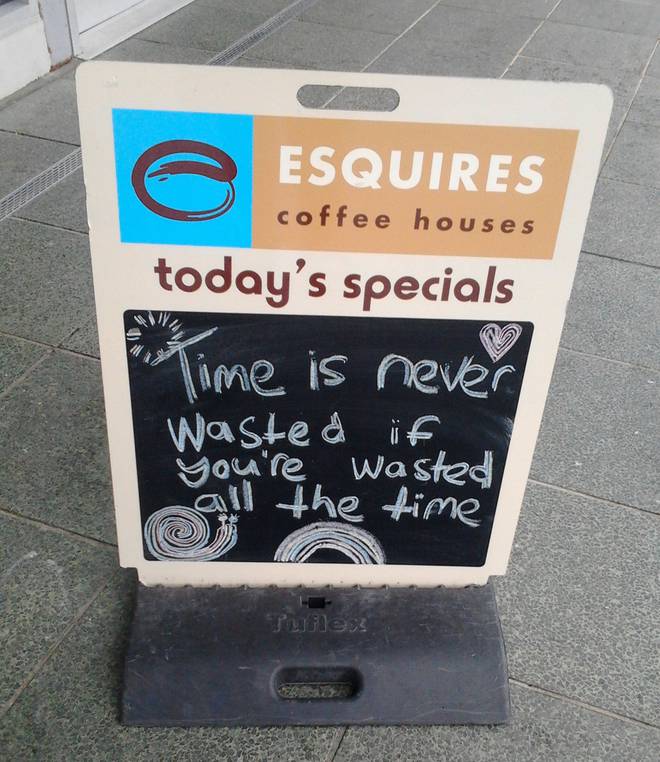 ESQUIRES
coffee houses
today's specials
Time is never
wasted if
you're wasted
all the time
Tuflex